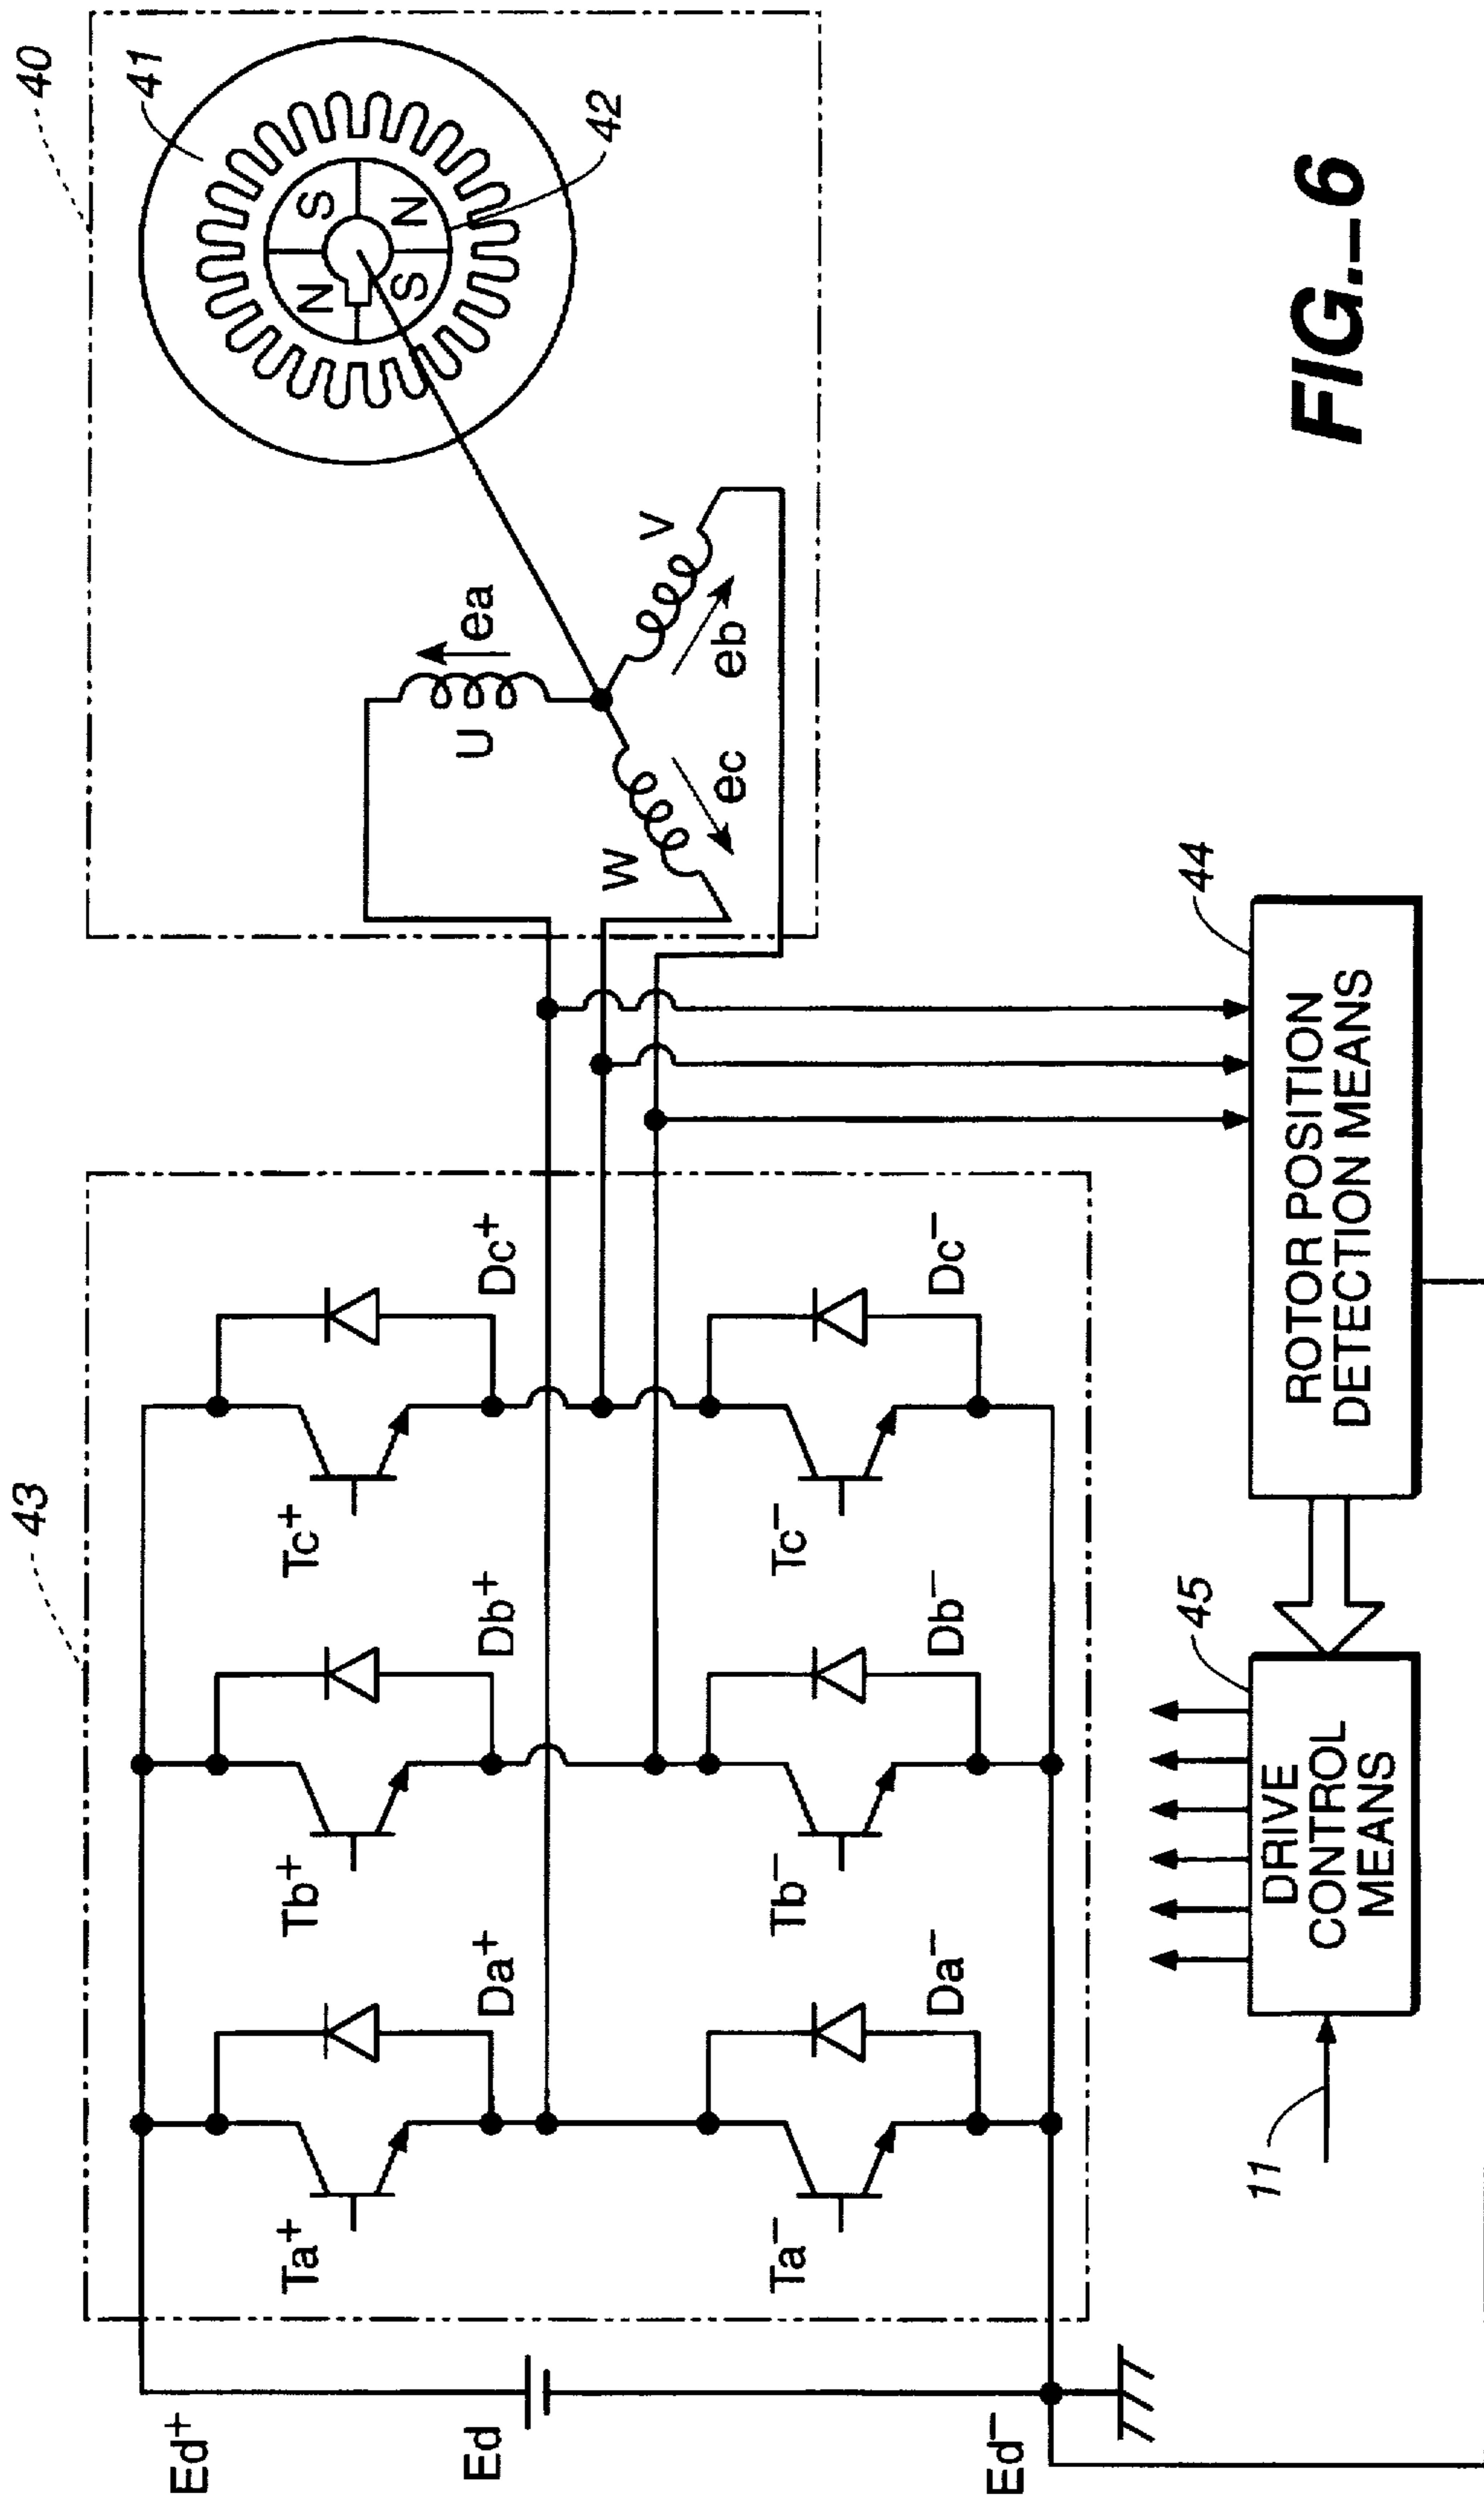 40
41
42
N
S
S
N
U
ea
V
eb
W
ec
43
Ed+
Ed
Ed−
Ta+
Da+
Tb+
Db+
Tc+
Dc+
Ta−
Da−
Tb−
Db−
Tc−
Dc−
11
45
DRIVE
CONTROL
MEANS
44
ROTOR POSITION
DETECTION MEANS
FIG.–6